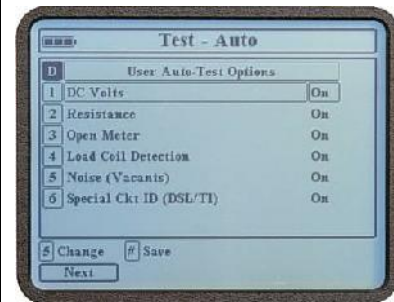 Test - Auto
D User Auto-Test Options
1 DC Volts On
2 Resistance On
3 Open Meter On
4 Load Coil Detection On
5 Noise (Vacants) On
6 Special Ckt ID (DSL/T1) On
5 Change # Save
Next